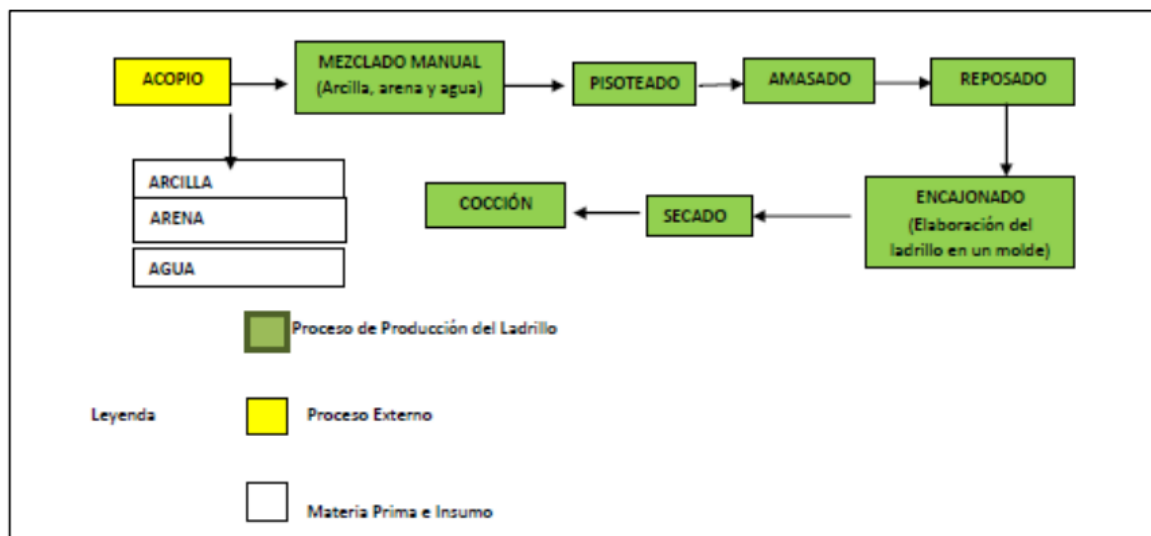 ACOPIO
MEZCLADO MANUAL
(Arcilla, arena y agua)
PISOTEADO
AMASADO
REPOSADO
ARCILLA
ARENA
AGUA
COCCIÓN
SECADO
ENCAJONADO
(Elaboración del
ladrillo en un molde)
Proceso de Producción del Ladrillo
Leyenda
Proceso Externo
Materia Prima e Insumo